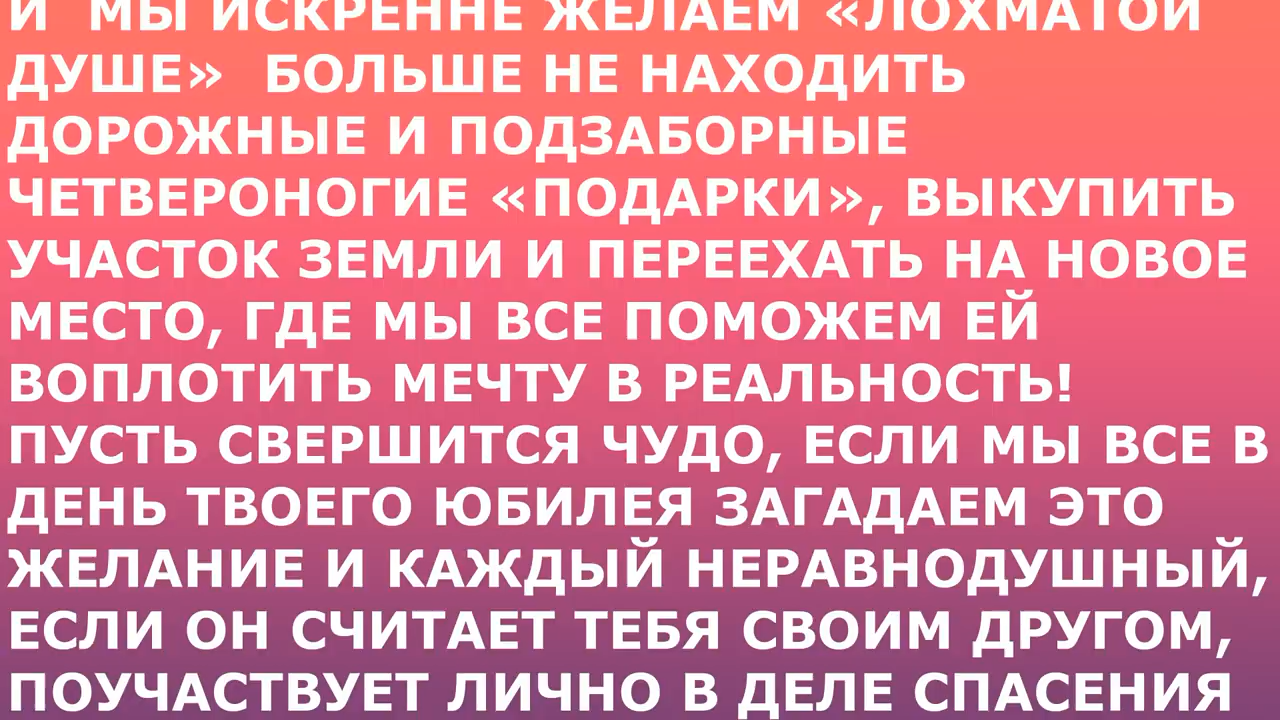 И МЫ ИСКРЕННЕ ЖЕЛАЕМ «ЛОХМАТОЙ
ДУШЕ» БОЛЬШЕ НЕ НАХОДИТЬ
ДОРОЖНЫЕ И ПОДЗАБОРНЫЕ
ЧЕТВЕРОНОГИЕ «ПОДАРКИ», ВЫКУПИТЬ
УЧАСТОК ЗЕМЛИ И ПЕРЕЕХАТЬ НА НОВОЕ
МЕСТО, ГДЕ МЫ ВСЕ ПОМОЖЕМ ЕЙ
ВОПЛОТИТЬ МЕЧТУ В РЕАЛЬНОСТЬ!
ПУСТЬ СВЕРШИТСЯ ЧУДО, ЕСЛИ МЫ ВСЕ В
ДЕНЬ ТВОЕГО ЮБИЛЕЯ ЗАГАДАЕМ ЭТО
ЖЕЛАНИЕ И КАЖДЫЙ НЕРАВНОДУШНЫЙ,
ЕСЛИ ОН СЧИТАЕТ ТЕБЯ СВОИМ ДРУГОМ,
ПОУЧАСТВУЕТ ЛИЧНО В ДЕЛЕ СПАСЕНИЯ